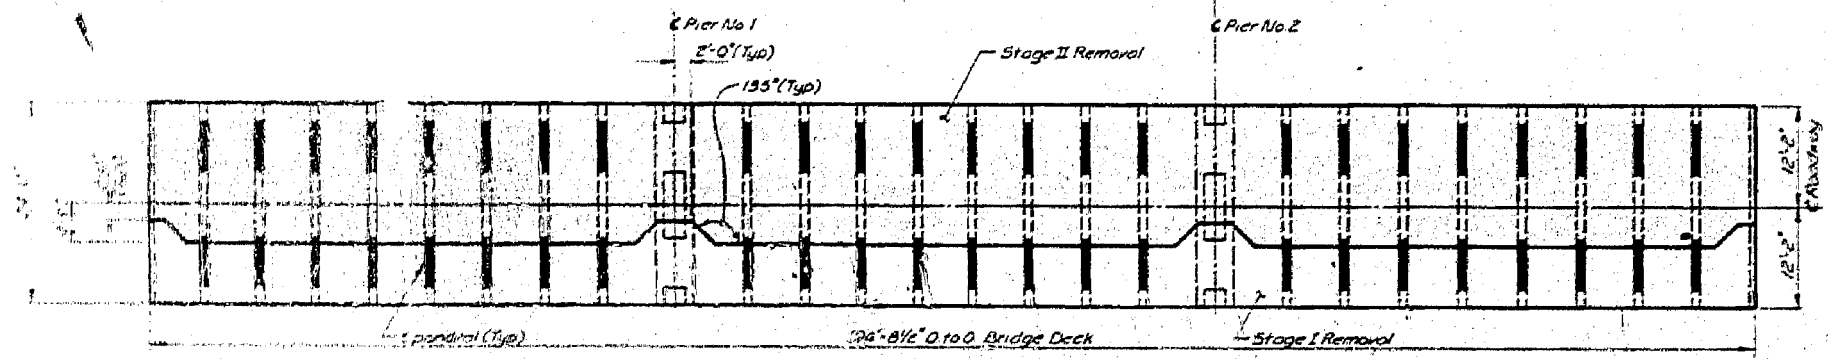 ℄ Pier No. 1
℄ Pier No. 2
2'-0" (Typ)
Stage II Removal
135° (Typ)
12'-2"
℄ Roadway
12'-2"
(Typ)
-8½" O to O Bridge Deck
Stage I Removal